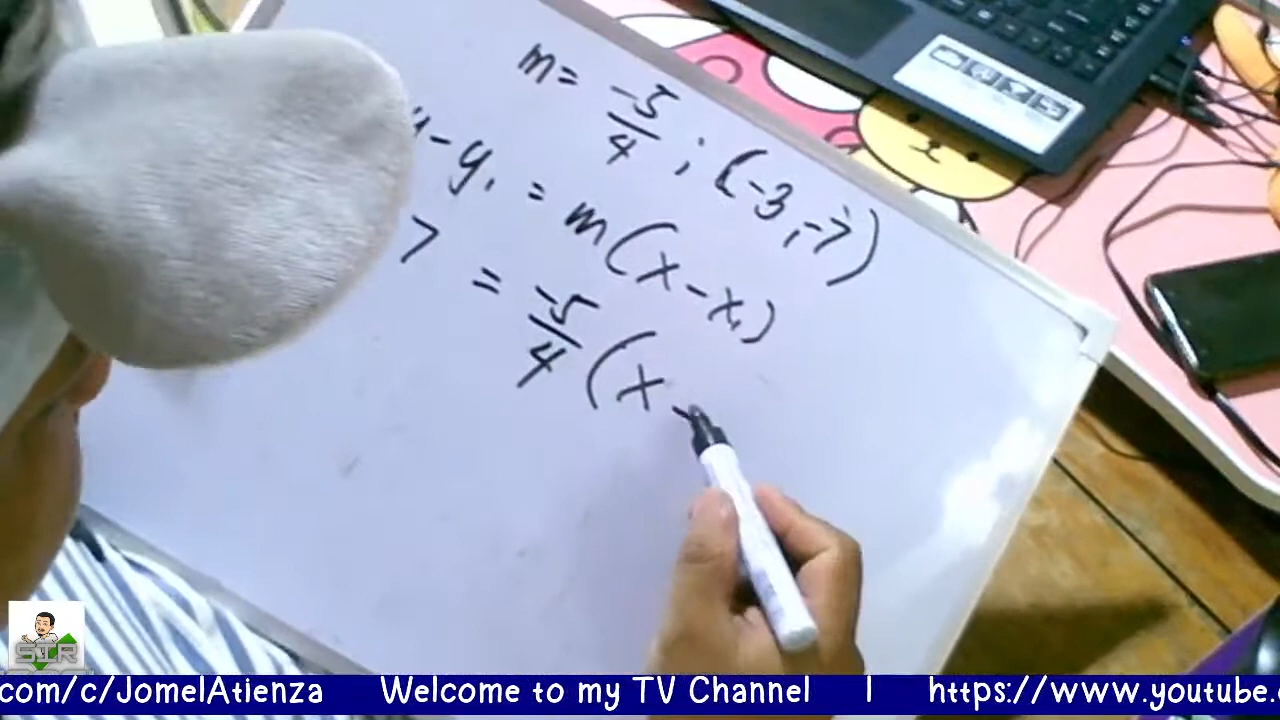 m = -5/4 ; (-3, -7)
y - y₁ = m(x - x₁)
7 = -5/4 (x -
SIR
com/c/JomelAtienza Welcome to my TV Channel | https://www.youtube.